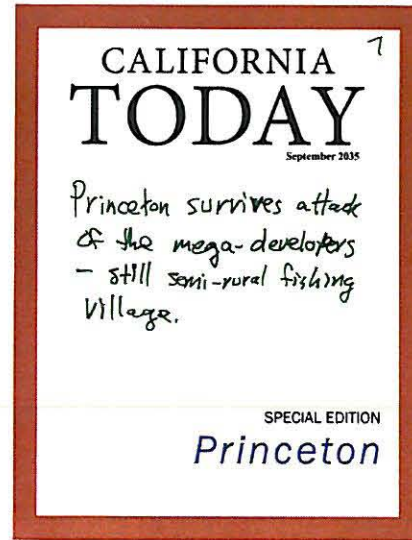 7
CALIFORNIA
TODAY
September 2035
Princeton survives attack
of the mega-developers
- still semi-rural fishing
village.
SPECIAL EDITION
Princeton